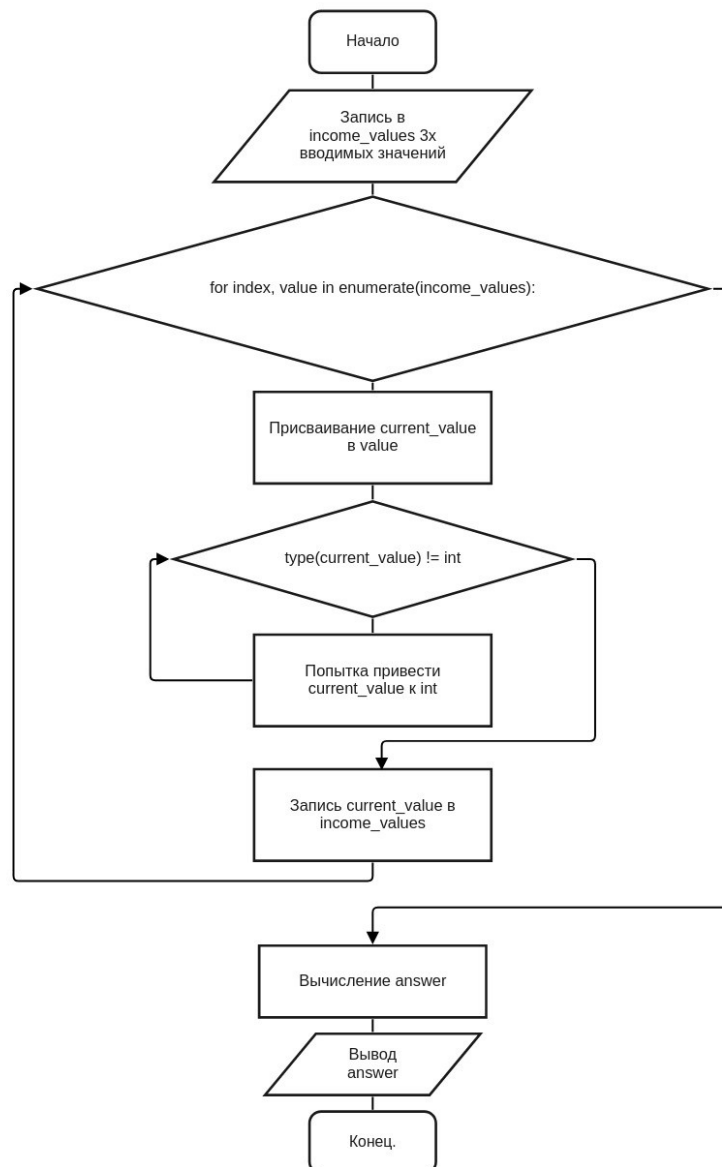 Начало
Запись в
income_values 3х
вводимых значений
for index, value in enumerate(income_values):
Присваивание current_value
в value
type(current_value) != int
Попытка привести
current_value к int
Запись current_value в
income_values
Вычисление answer
Вывод
answer
Конец.